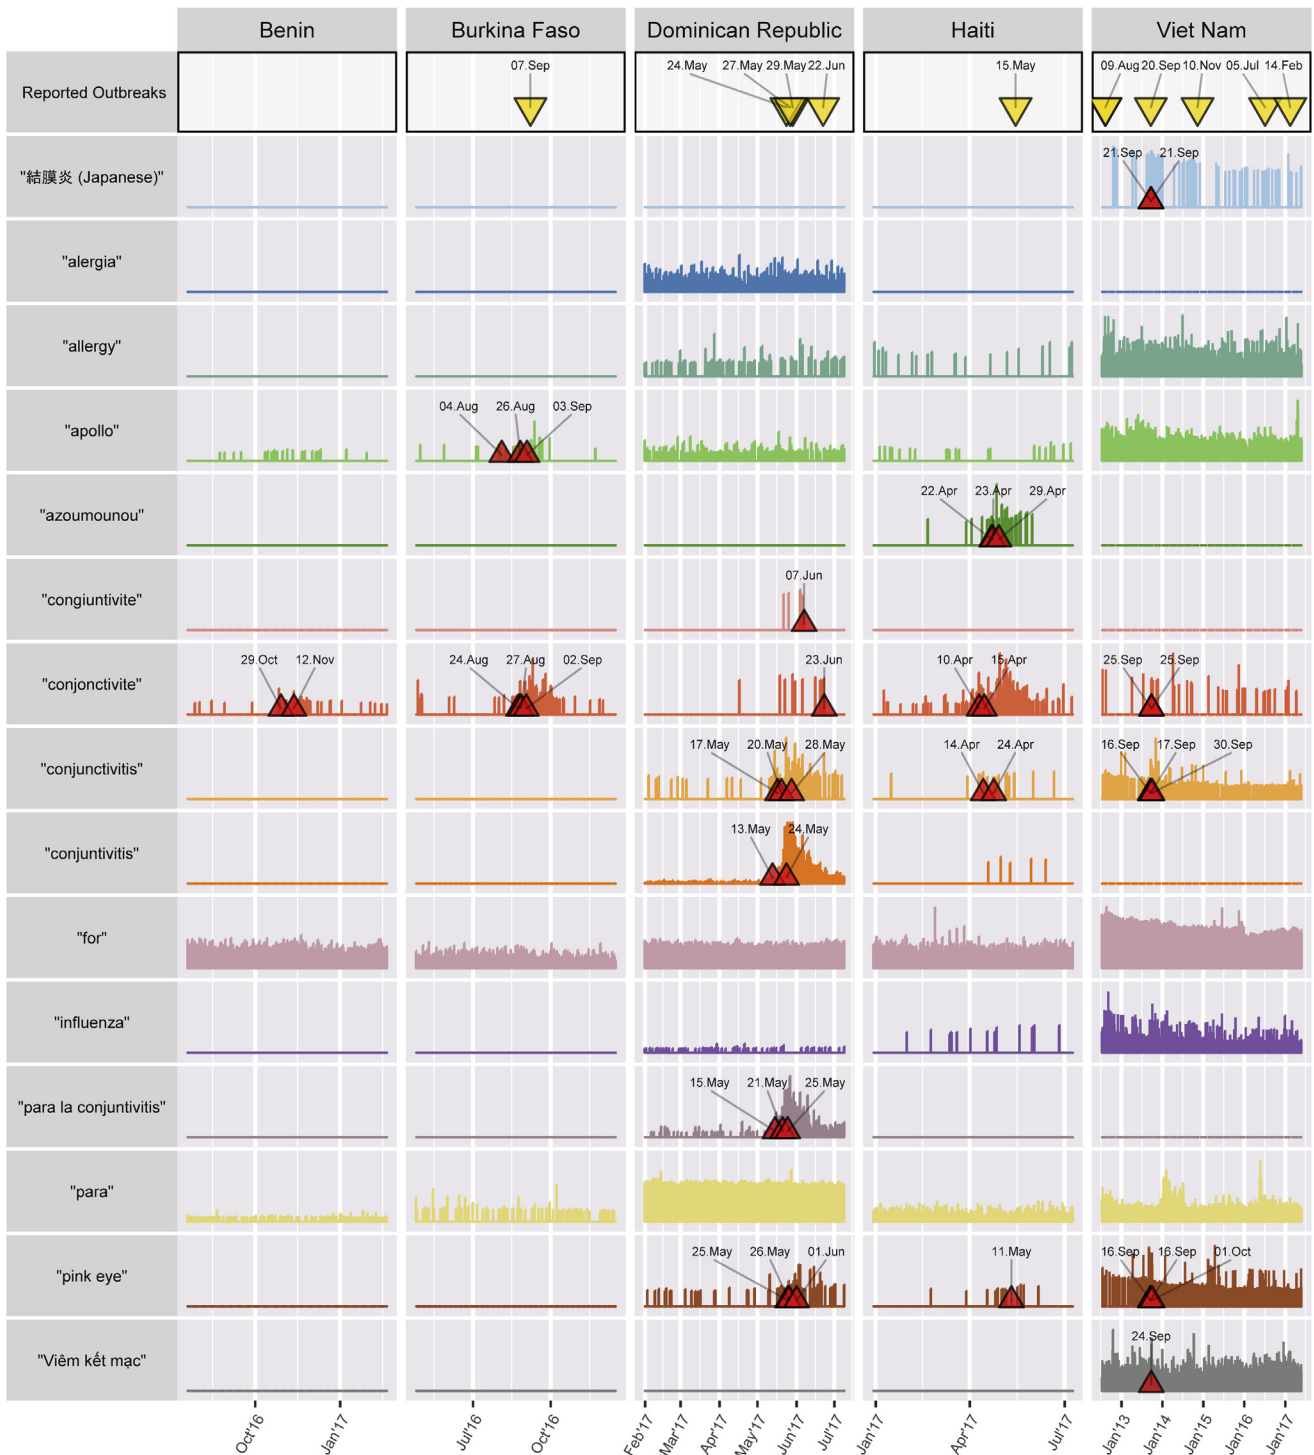 Benin Burkina Faso Dominican Republic Haiti Viet Nam
Reported Outbreaks 07.Sep 24.May 27.May 29.May 22.Jun 15.May 09.Aug 20.Sep 10.Nov 05.Jul 14.Feb
"結膜炎 (Japanese)" 21.Sep 21.Sep
"alergia"
"allergy"
"apollo" 04.Aug 26.Aug 03.Sep
"azoumounou" 22.Apr 23.Apr 29.Apr
"congiuntivite" 07.Jun
"conjonctivite" 29.Oct 12.Nov 24.Aug 27.Aug 02.Sep 23.Jun 10.Apr 15.Apr 25.Sep 25.Sep
"conjunctivitis" 17.May 20.May 28.May 14.Apr 24.Apr 16.Sep 17.Sep 30.Sep
"conjuntivitis" 13.May 24.May
"for"
"influenza"
"para la conjuntivitis" 15.May 21.May 25.May
"para"
"pink eye" 25.May 26.May 01.Jun 11.May 16.Sep 16.Sep 01.Oct
"Viêm kết mạc" 24.Sep
Oct'16 Jan'17 Jul'16 Oct'16 Feb'17 Mar'17 Apr'17 May'17 Jun'17 Jul'17 Jan'17 Apr'17 Jul'17 Jan'13 Jan'14 Jan'15 Jan'16 Jan'17